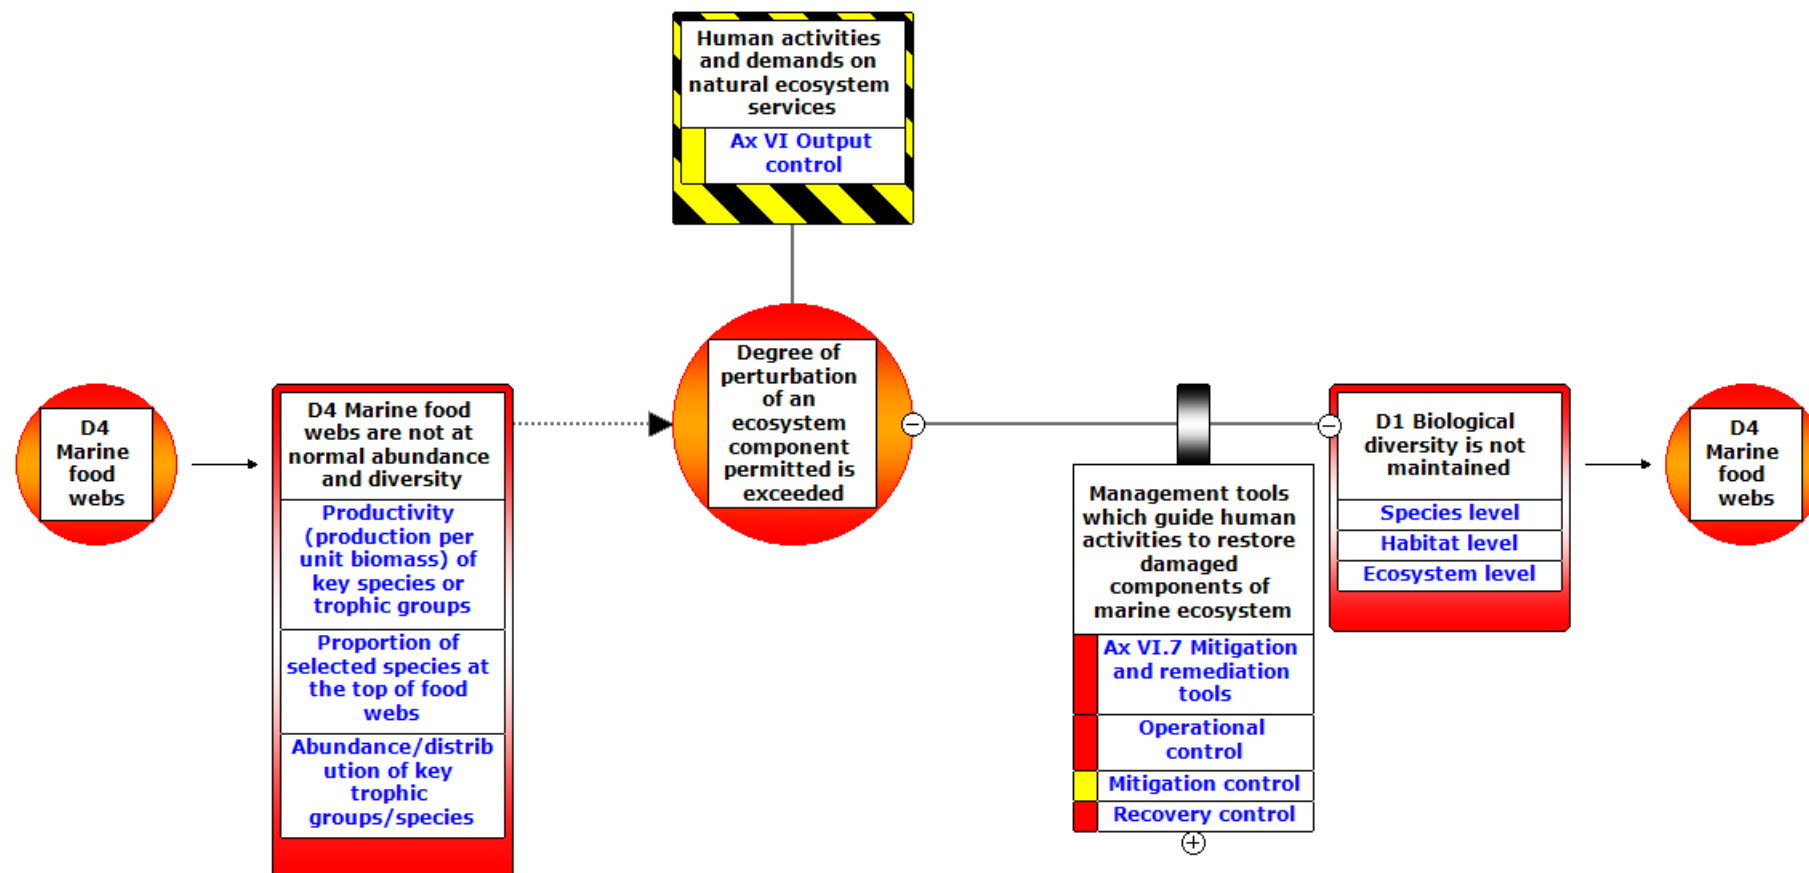 Human activities
and demands on
natural ecosystem
services
Ax VI Output
control
D4
Marine
food
webs
D4 Marine food
webs are not at
normal abundance
and diversity
Productivity
(production per
unit biomass) of
key species or
trophic groups
Proportion of
selected species at
the top of food
webs
Abundance/distrib
ution of key
trophic
groups/species
Degree of
perturbation
of an
ecosystem
component
permitted is
exceeded
Management tools
which guide human
activities to restore
damaged
components of
marine ecosystem
Ax VI.7 Mitigation
and remediation
tools
Operational
control
Mitigation control
Recovery control
D1 Biological
diversity is not
maintained
Species level
Habitat level
Ecosystem level
D4
Marine
food
webs